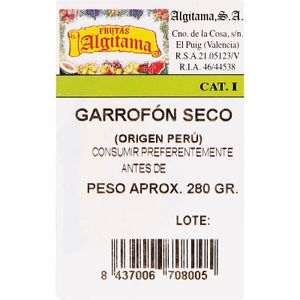 FRUTAS
Algitama
Algitama,S.A.
Cno. de la Cosa, s/n.
El Puig (Valencia)
R.S.A.21.05123/V
R.I.A. 46/44538
CAT. I
GARROFÓN SECO
(ORIGEN PERÚ)
CONSUMIR PREFERENTEMENTE
ANTES DE
PESO APROX. 280 GR.
LOTE:
8 437006 708005